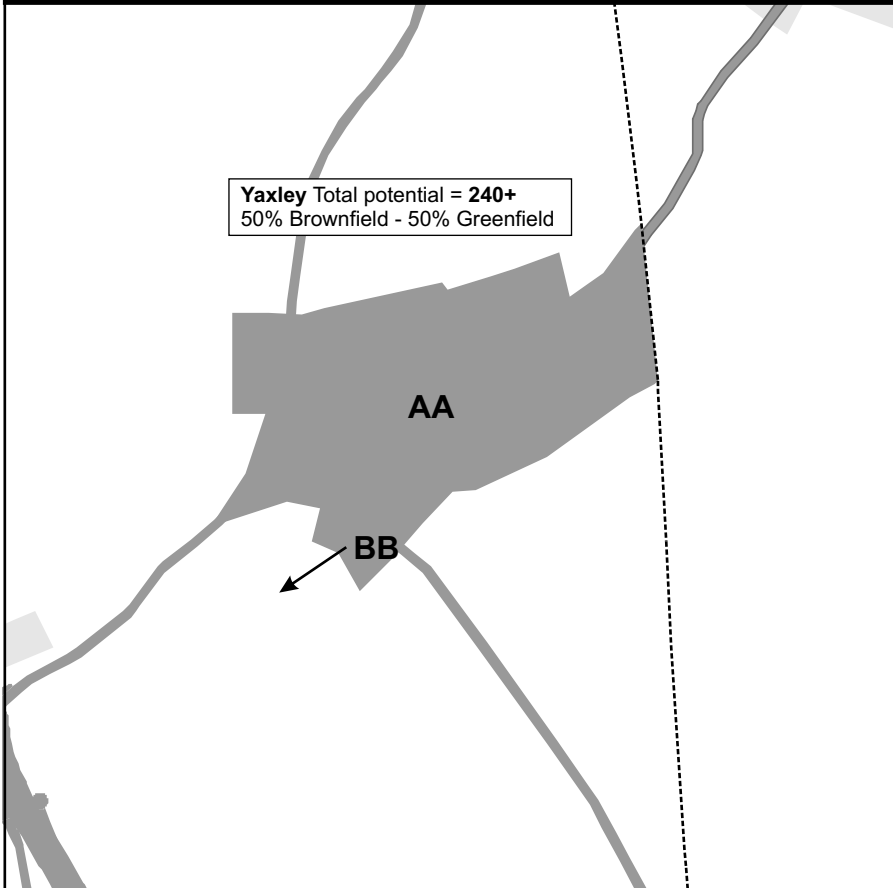 Yaxley Total potential = 240+
50% Brownfield - 50% Greenfield
AA
BB